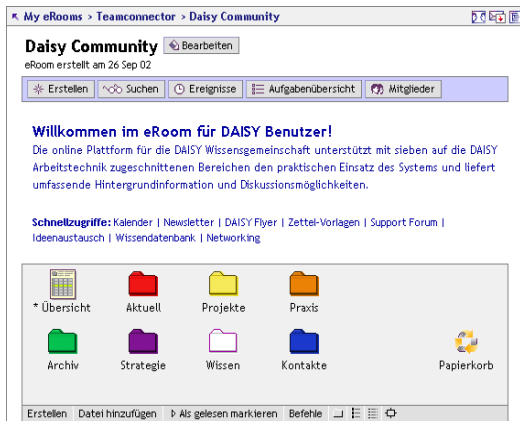 My eRooms > Teamconnector > Daisy Community
Daisy Community Bearbeiten
eRoom erstellt am 26 Sep 02
Erstellen Suchen Ereignisse Aufgabenübersicht Mitglieder
Willkommen im eRoom für DAISY Benutzer!
Die online Plattform für die DAISY Wissensgemeinschaft unterstützt mit sieben auf die DAISY
Arbeitstechnik zugeschnittenen Bereichen den praktischen Einsatz des Systems und liefert
umfassende Hintergrundinformation und Diskussionsmöglichkeiten.
Schnellzugriffe: Kalender | Newsletter | DAISY Flyer | Zettel-Vorlagen | Support Forum |
Ideenaustausch | Wissendatenbank | Networking
* Übersicht Aktuell Projekte Praxis
Archiv Strategie Wissen Kontakte Papierkorb
Erstellen Datei hinzufügen Als gelesen markieren Befehle